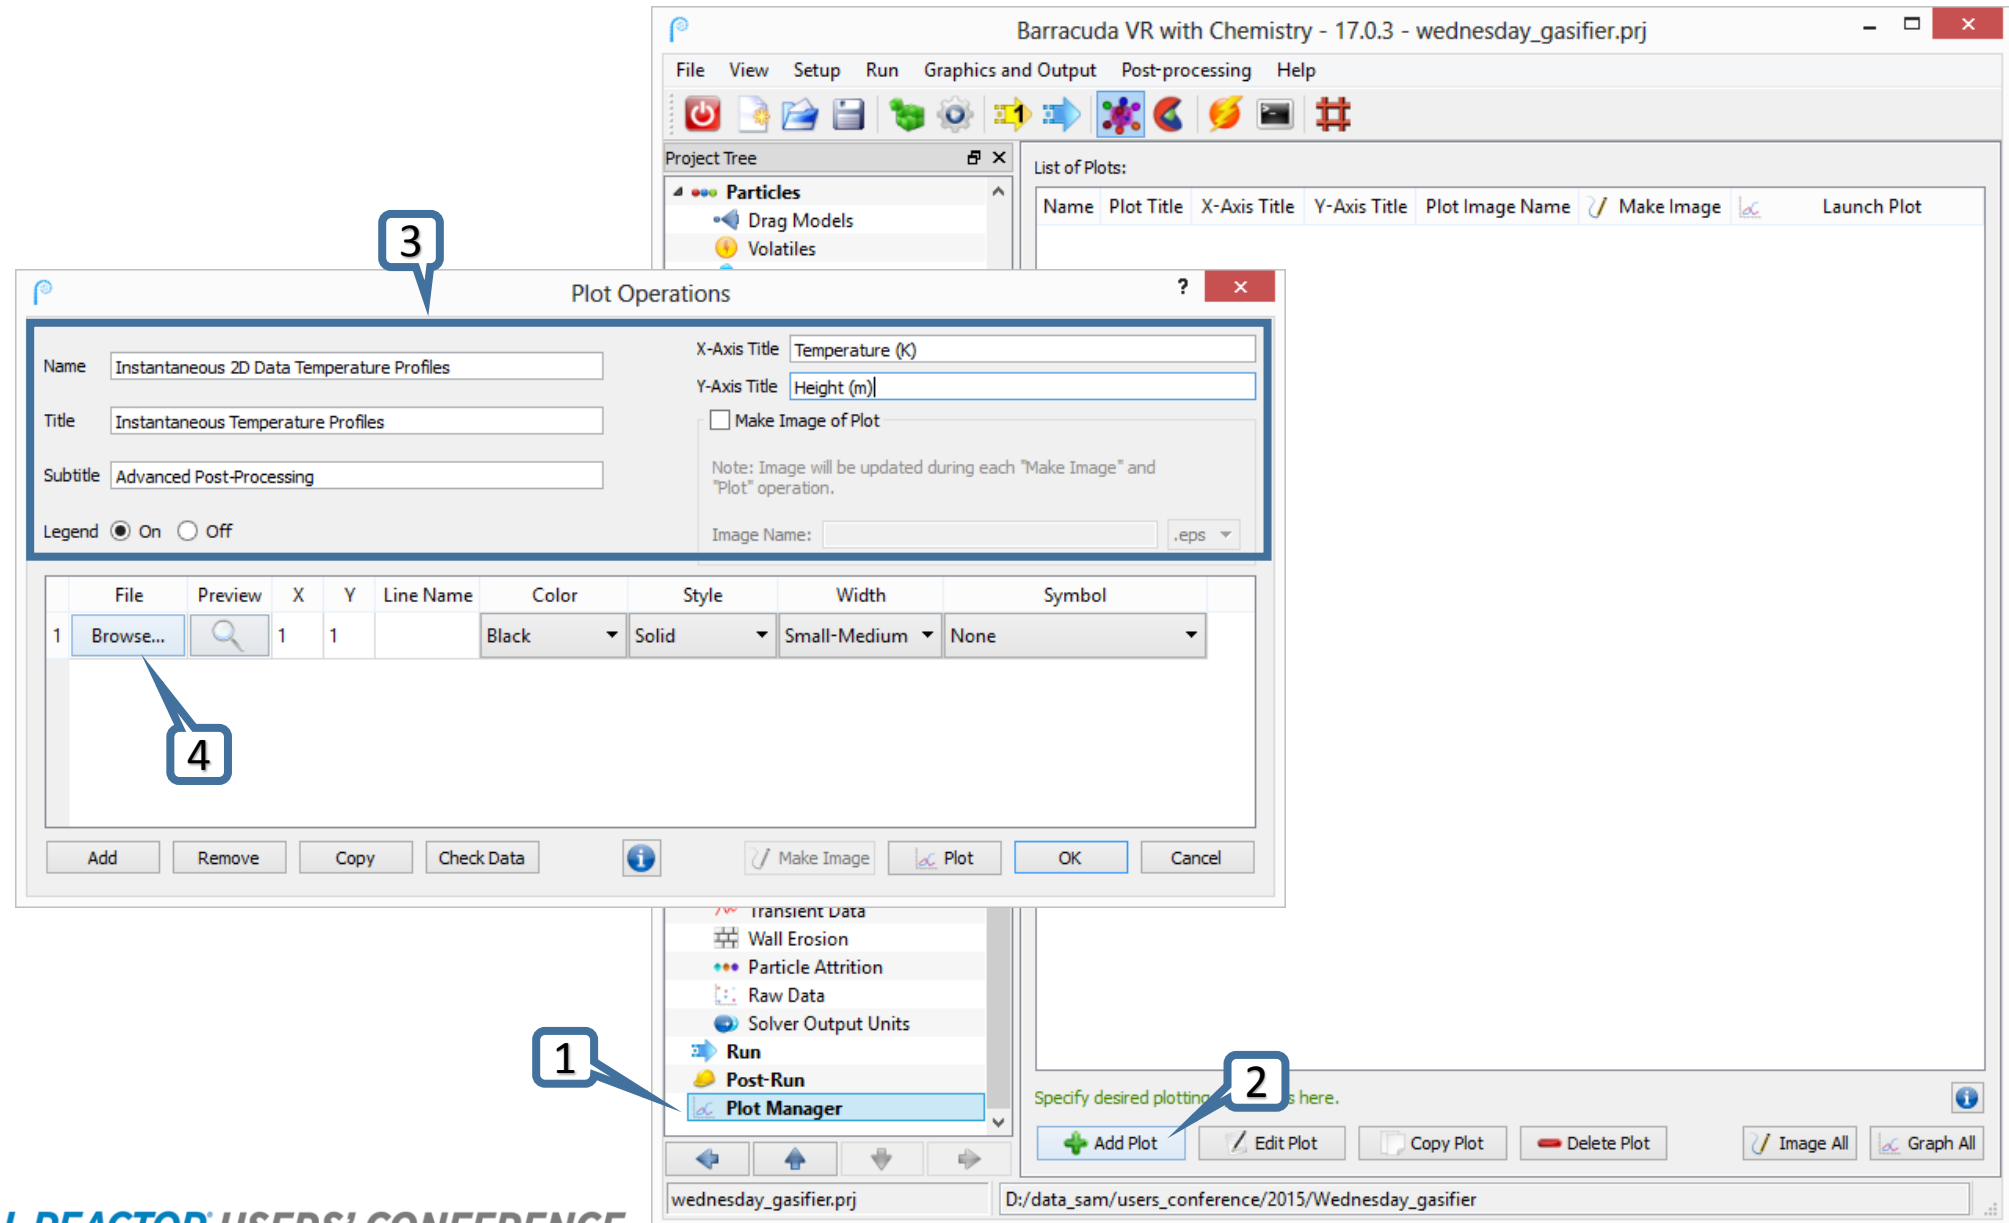 Barracuda VR with Chemistry - 17.0.3 - wednesday_gasifier.prj
File View Setup Run Graphics and Output Post-processing Help
1
Project Tree
Particles
Drag Models
Volatiles
List of Plots:
Name Plot Title X-Axis Title Y-Axis Title Plot Image Name Make Image Launch Plot
3
Plot Operations
?
Name Instantaneous 2D Data Temperature Profiles
Title Instantaneous Temperature Profiles
Subtitle Advanced Post-Processing
Legend On Off
X-Axis Title Temperature (K)
Y-Axis Title Height (m)
Make Image of Plot
Note: Image will be updated during each "Make Image" and
"Plot" operation.
Image Name: .eps
File Preview X Y Line Name Color Style Width Symbol
1 Browse... 1 1 Black Solid Small-Medium None
4
Add Remove Copy Check Data i Make Image Plot OK Cancel
Transient Data
Wall Erosion
Particle Attrition
Raw Data
Solver Output Units
Run
Post-Run
Plot Manager
1
2
Specify desired plotting s here.
i
Add Plot Edit Plot Copy Plot Delete Plot Image All Graph All
wednesday_gasifier.prj D:/data_sam/users_conference/2015/Wednesday_gasifier
REACTOR USERS' CONFERENCE